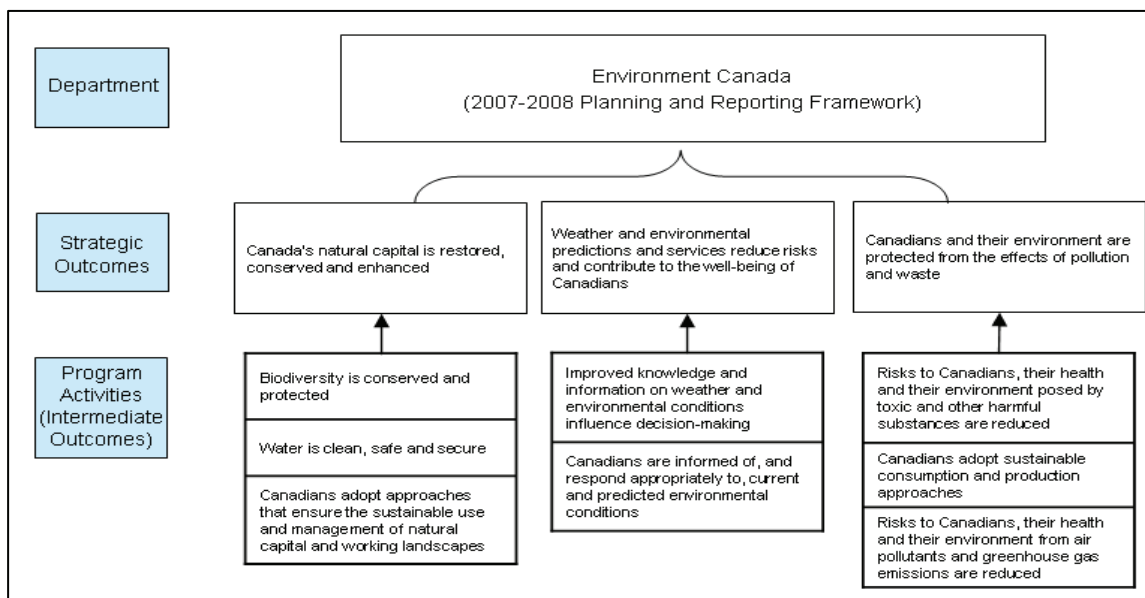 Department
Environment Canada
(2007-2008 Planning and Reporting Framework)
Strategic
Outcomes
Canada's natural capital is restored,
conserved and enhanced
Weather and environmental
predictions and services reduce risks
and contribute to the well-being of
Canadians
Canadians and their environment are
protected from the effects of pollution
and waste
Program
Activities
(Intermediate
Outcomes)
Biodiversity is conserved and
protected
Water is clean, safe and secure
Canadians adopt approaches
that ensure the sustainable use
and management of natural
capital and working landscapes
Improved knowledge and
information on weather and
environmental conditions
influence decision-making
Canadians are informed of, and
respond appropriately to, current
and predicted environmental
conditions
Risks to Canadians, their health
and their environment posed by
toxic and other harmful
substances are reduced
Canadians adopt sustainable
consumption and production
approaches
Risks to Canadians, their health
and their environment from air
pollutants and greenhouse gas
emissions are reduced